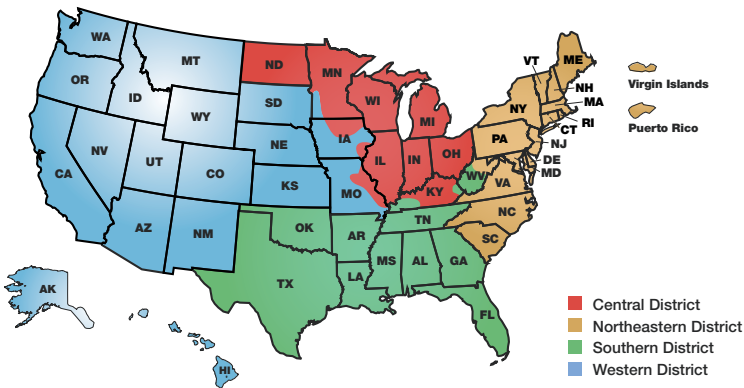 WA
MT
ND
MN
VT
ME
OR
ID
SD
WI
MI
NY
NH
MA
Virgin Islands
WY
RI
CT
Puerto Rico
NV
UT
NE
IA
IL
IN
OH
PA
NJ
DE
MD
CA
CO
KS
MO
KY
WV
VA
AZ
NM
OK
AR
TN
NC
SC
TX
LA
MS
AL
GA
FL
AK
HI
Central District
Northeastern District
Southern District
Western District